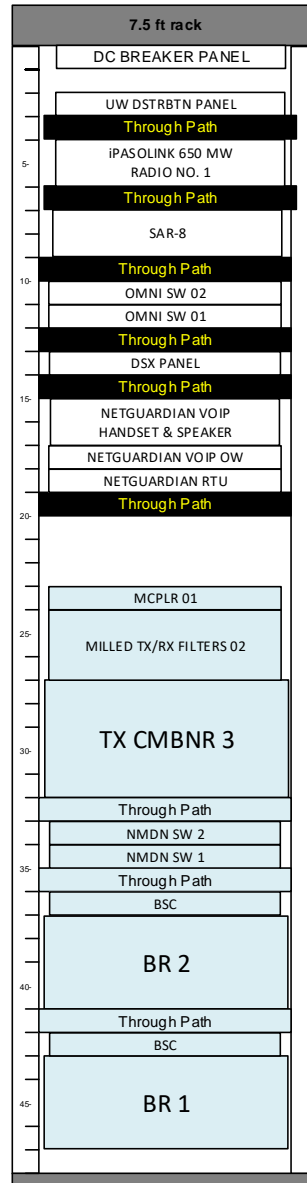 7.5 ft rack
DC BREAKER PANEL
UW DSTRBTN PANEL
Through Path
5-
iPASOLINK 650 MW
RADIO NO. 1
Through Path
SAR-8
Through Path
10-
OMNI SW 02
OMNI SW 01
Through Path
DSX PANEL
Through Path
15-
NETGUARDIAN VOIP
HANDSET & SPEAKER
NETGUARDIAN VOIP OW
NETGUARDIAN RTU
Through Path
20-
MCPLR 01
25-
MILLED TX/RX FILTERS 02
TX CMBNR 3
30-
Through Path
NMDN SW 2
NMDN SW 1
35-
Through Path
BSC
BR 2
40-
Through Path
BSC
BR 1
45-